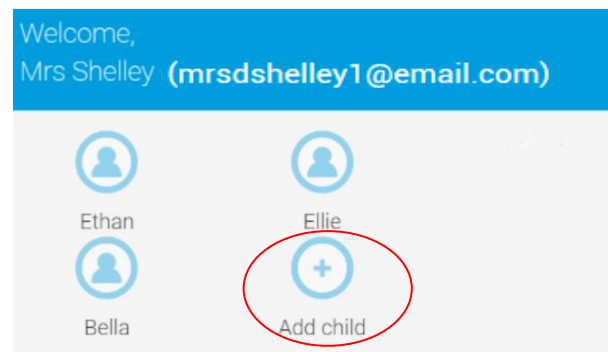 Welcome,
Mrs Shelley (mrsdshelley1@email.com)
Ethan Ellie
Bella Add child